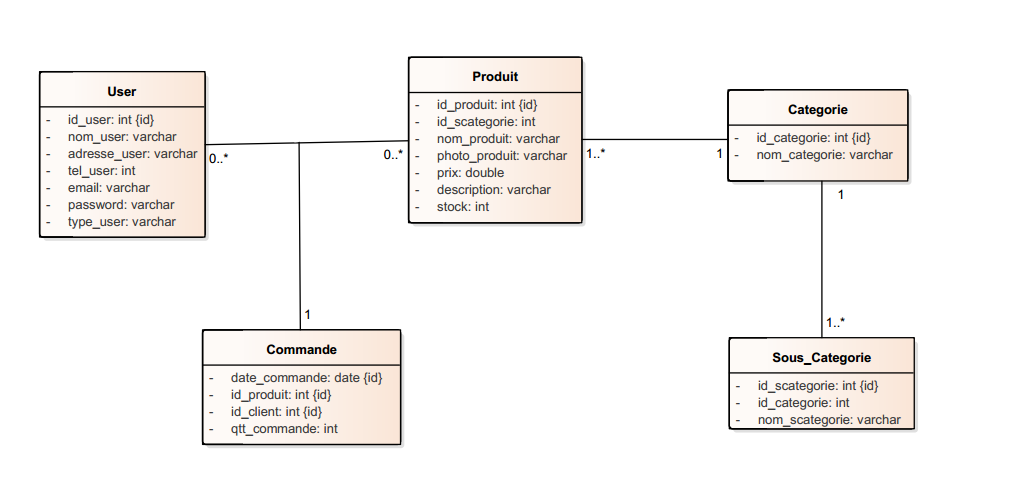 User
- id_user: int {id}
- nom_user: varchar
- adresse_user: varchar
- tel_user: int
- email: varchar
- password: varchar
- type_user: varchar
0..*
0..*
Produit
- id_produit: int {id}
- id_scategorie: int
- nom_produit: varchar
- photo_produit: varchar
- prix: double
- description: varchar
- stock: int
1..*
1
Categorie
- id_categorie: int {id}
- nom_categorie: varchar
1
1..*
1
Commande
- date_commande: date {id}
- id_produit: int {id}
- id_client: int {id}
- qtt_commande: int
Sous_Categorie
- id_scategorie: int {id}
- id_categorie: int
- nom_scategorie: varchar